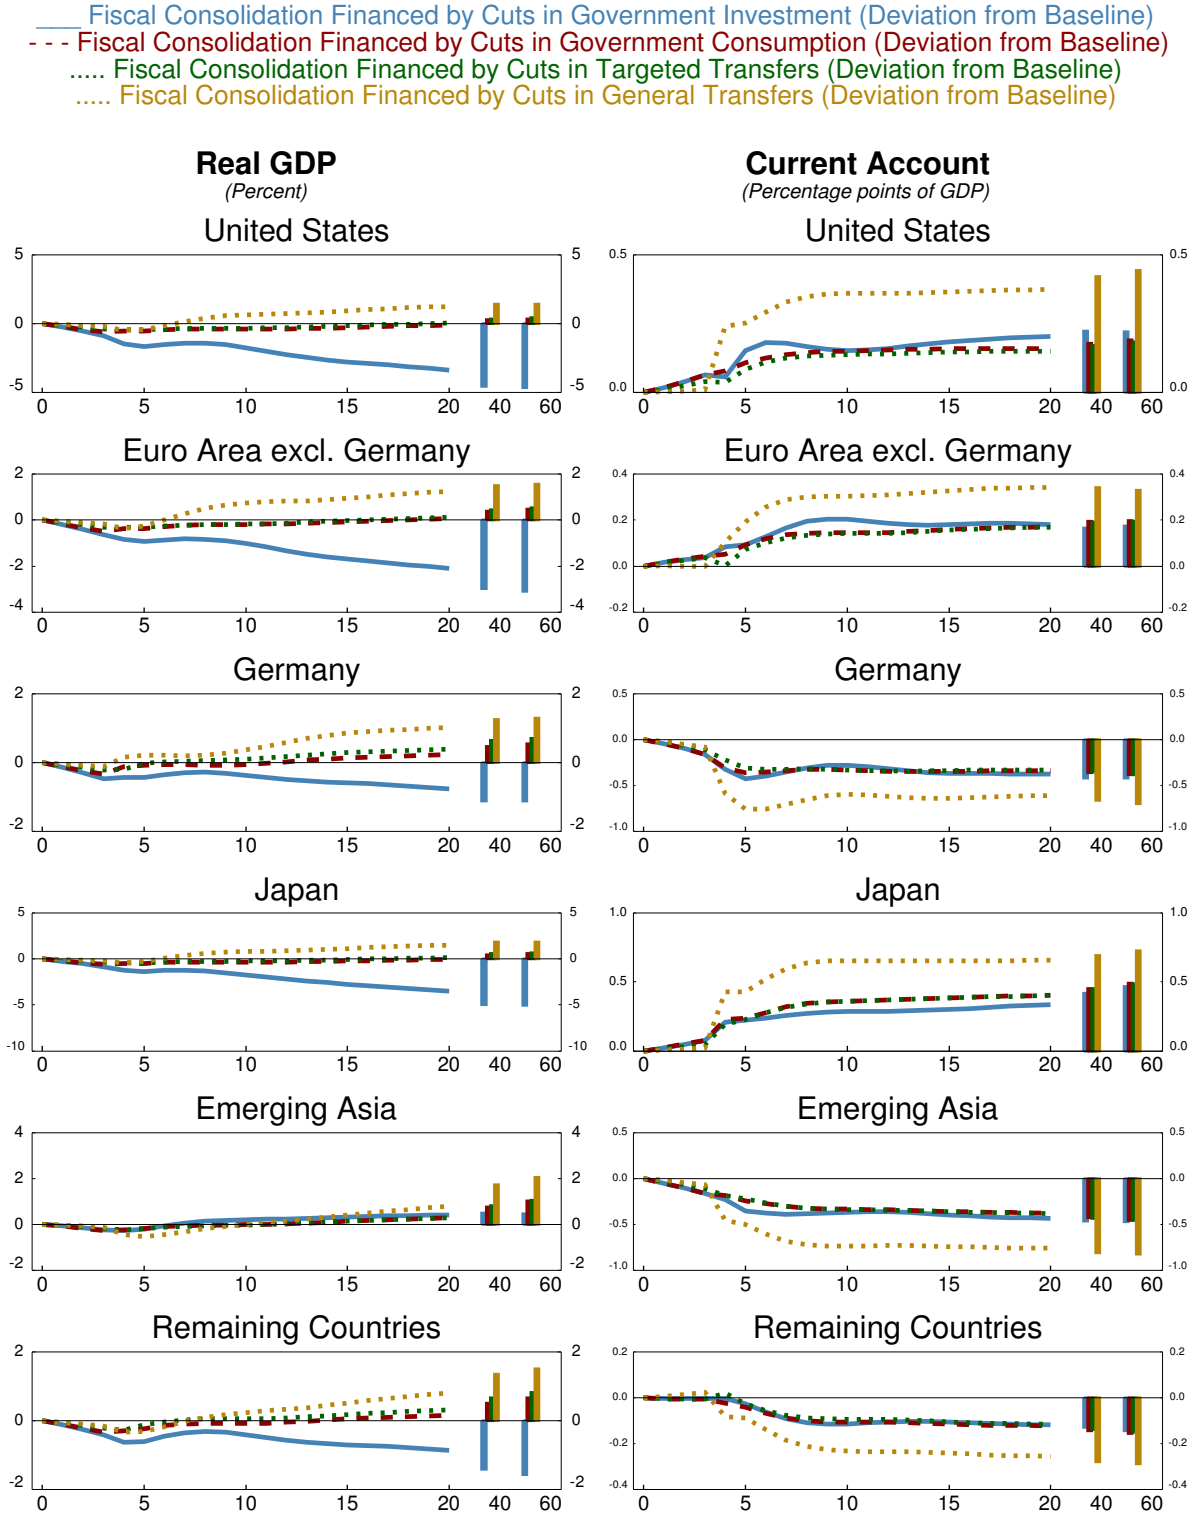 ___ Fiscal Consolidation Financed by Cuts in Government Investment (Deviation from Baseline)
- - - Fiscal Consolidation Financed by Cuts in Government Consumption (Deviation from Baseline)
..... Fiscal Consolidation Financed by Cuts in Targeted Transfers (Deviation from Baseline)
..... Fiscal Consolidation Financed by Cuts in General Transfers (Deviation from Baseline)
Real GDP
(Percent)
Current Account
(Percentage points of GDP)
United States
5 5
0 0
-5 -5
0 5 10 15 20 40 60
United States
0.5 0.5
0.0 0.0
0 5 10 15 20 40 60
Euro Area excl. Germany
2 2
0 0
-2 -2
-4 -4
0 5 10 15 20 40 60
Euro Area excl. Germany
0.4 0.4
0.2 0.2
0.0 0.0
-0.2 -0.2
0 5 10 15 20 40 60
Germany
2 2
0 0
-2 -2
0 5 10 15 20 40 60
Germany
0.5 0.5
0.0 0.0
-0.5 -0.5
-1.0 -1.0
0 5 10 15 20 40 60
Japan
5 5
0 0
-5 -5
-10 -10
0 5 10 15 20 40 60
Japan
1.0 1.0
0.5 0.5
0.0 0.0
0 5 10 15 20 40 60
Emerging Asia
4 4
2 2
0 0
-2 -2
0 5 10 15 20 40 60
Emerging Asia
0.5 0.5
0.0 0.0
-0.5 -0.5
-1.0 -1.0
0 5 10 15 20 40 60
Remaining Countries
2 2
0 0
-2 -2
0 5 10 15 20 40 60
Remaining Countries
0.2 0.2
0.0 0.0
-0.2 -0.2
-0.4 -0.4
0 5 10 15 20 40 60